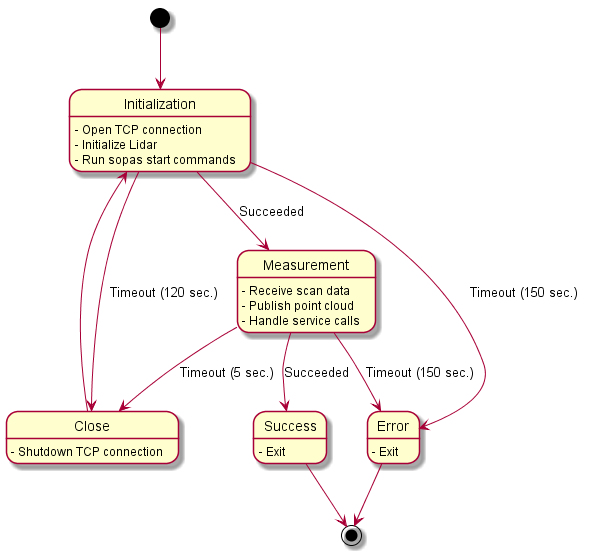 Initialization
- Open TCP connection
- Initialize Lidar
- Run sopas start commands
Succeeded
Measurement
- Receive scan data
- Publish point cloud
- Handle service calls
Timeout (120 sec.)
Timeout (150 sec.)
Timeout (5 sec.)
Succeeded
Timeout (150 sec.)
Close
- Shutdown TCP connection
Success
- Exit
Error
- Exit